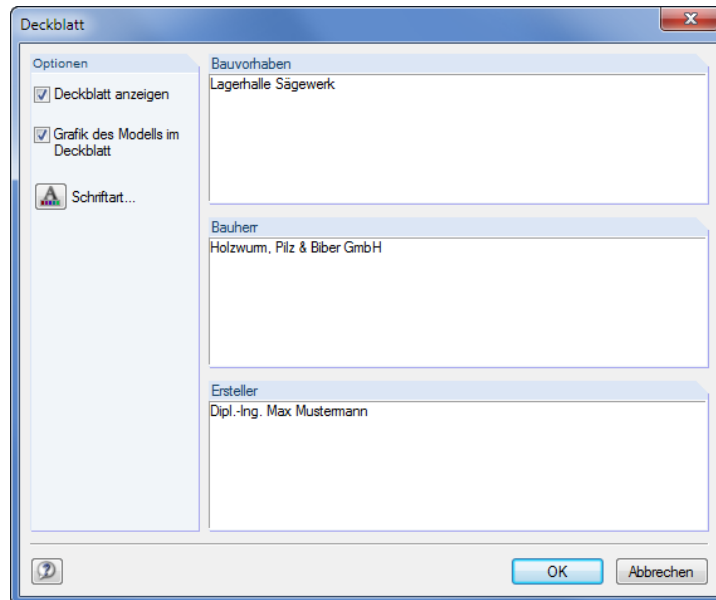 Deckblatt
Optionen
Deckblatt anzeigen
Grafik des Modells im
Deckblatt
Schriftart...
Bauvorhaben
Lagerhalle Sägewerk
Bauherr
Holzwurm, Pilz & Biber GmbH
Ersteller
Dipl.-Ing. Max Mustermann
OK
Abbrechen